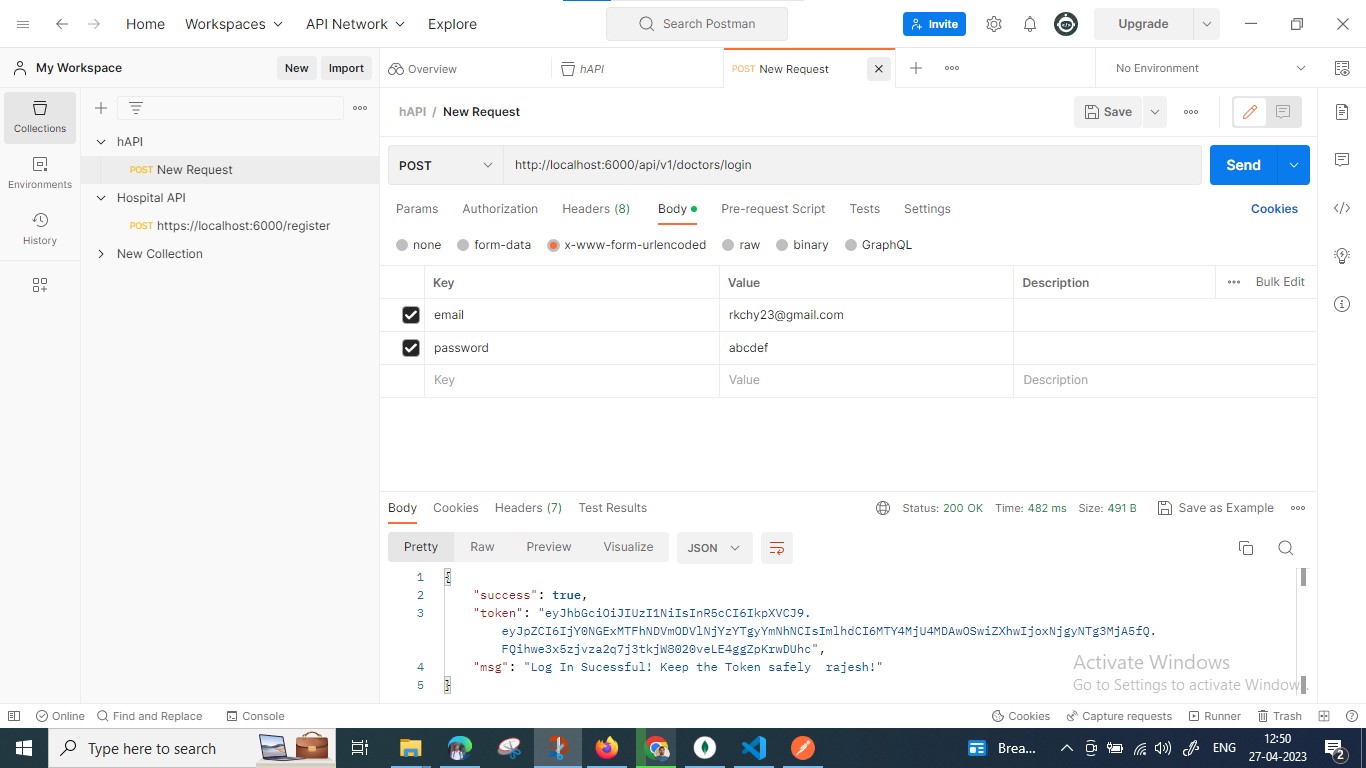 Home
Workspaces
API Network
Explore
Search Postman
Invite
Upgrade
My Workspace
New
Import
Overview
hAPI
POST New Request
No Environment
Collections
Environments
History
hAPI
POST New Request
Hospital API
POST https://localhost:6000/register
New Collection
hAPI / New Request
Save
POST
http://localhost:6000/api/v1/doctors/login
Send
Params
Authorization
Headers (8)
Body
Pre-request Script
Tests
Settings
Cookies
none
form-data
x-www-form-urlencoded
raw
binary
GraphQL
Key
Value
Description
Bulk Edit
email
rkchy23@gmail.com
password
abcdef
Key
Value
Description
Body
Cookies
Headers (7)
Test Results
Status: 200 OK
Time: 482 ms
Size: 491 B
Save as Example
Pretty
Raw
Preview
Visualize
JSON
1 {
2 "success": true,
3 "token": "eyJhbGciOiJIUzI1NiIsInR5cCI6IkpXVCJ9.
eyJpZCI6IjY0NGExMTFhNDVmODVlNjYzYTgyYmNhNCIsImlhdCI6MTY4MjU4MDAwOSwiZXhwIjoxNjgyNTg3MjA5fQ.
FQihwe3x5zjvza2q7j3tkjW8020veLE4ggZpKrwDUhc",
4 "msg": "Log In Sucessful! Keep the Token safely  rajesh!"
5 }
Activate Windows
Go to Settings to activate Windows.
Online
Find and Replace
Console
Cookies
Capture requests
Runner
Trash
Type here to search
Brea...
ENG
12:50
27-04-2023
2